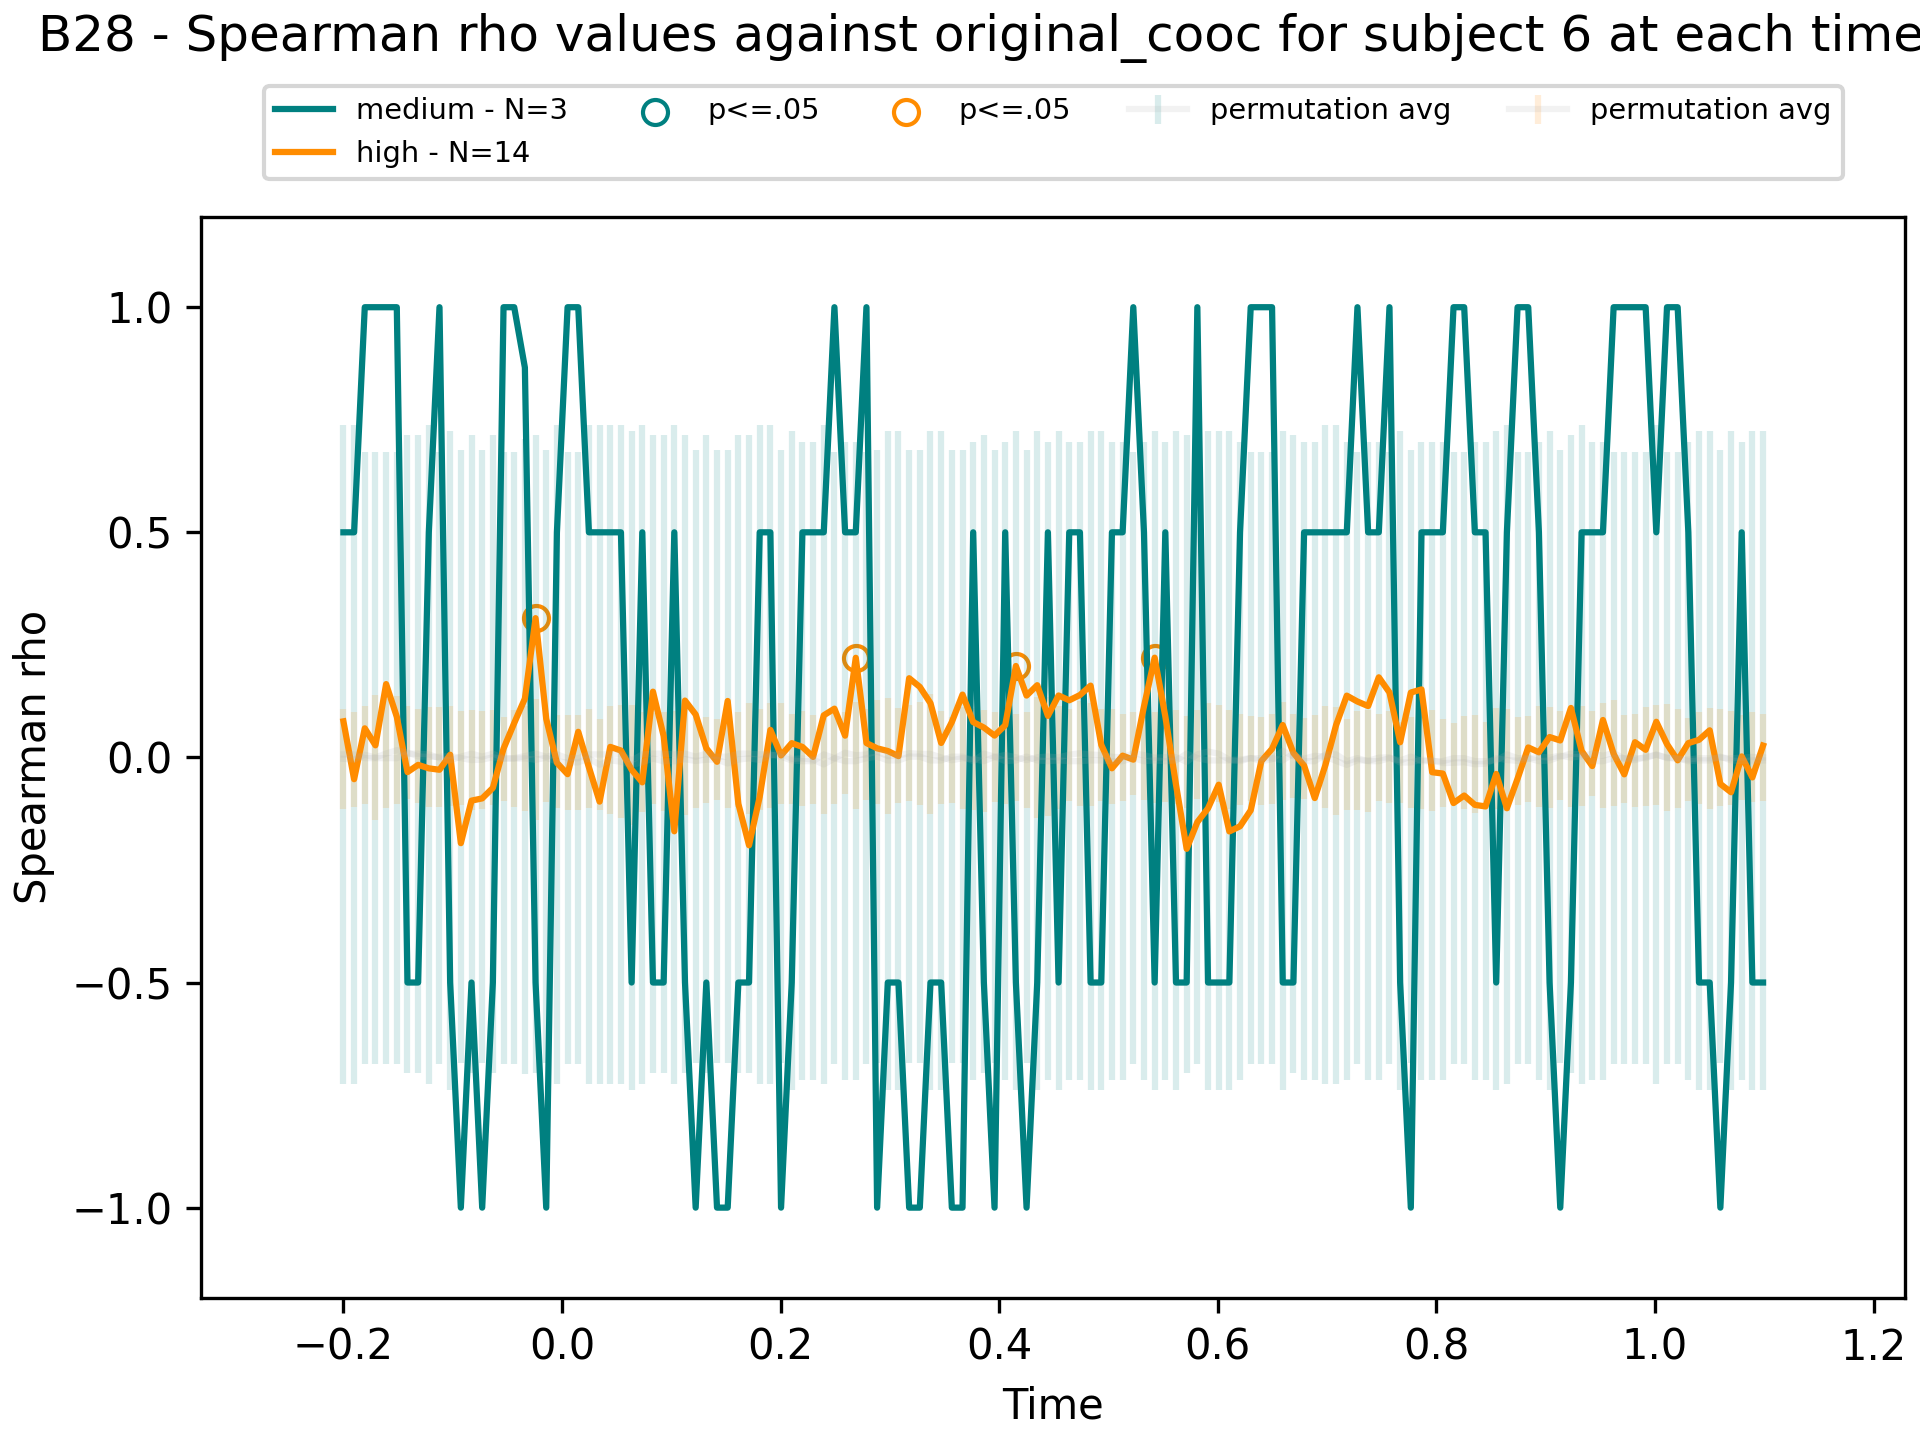 B28 - Spearman rho values against original_cooc for subject 6 at each time
medium - N=3
high - N=14
p<=.05
p<=.05
permutation avg
permutation avg
Spearman rho
1.0
0.5
0.0
−0.5
−1.0
−0.2
0.0
0.2
0.4
0.6
0.8
1.0
1.2
Time